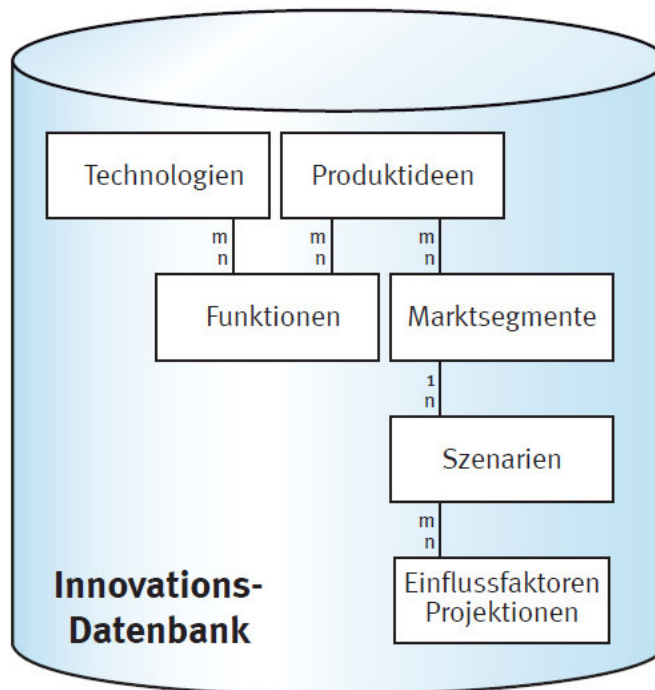 Technologien
Produktideen
m
n
m
n
m
n
Funktionen
Marktsegmente
1
n
Szenarien
m
n
Einflussfaktoren
Projektionen
Innovations-
Datenbank